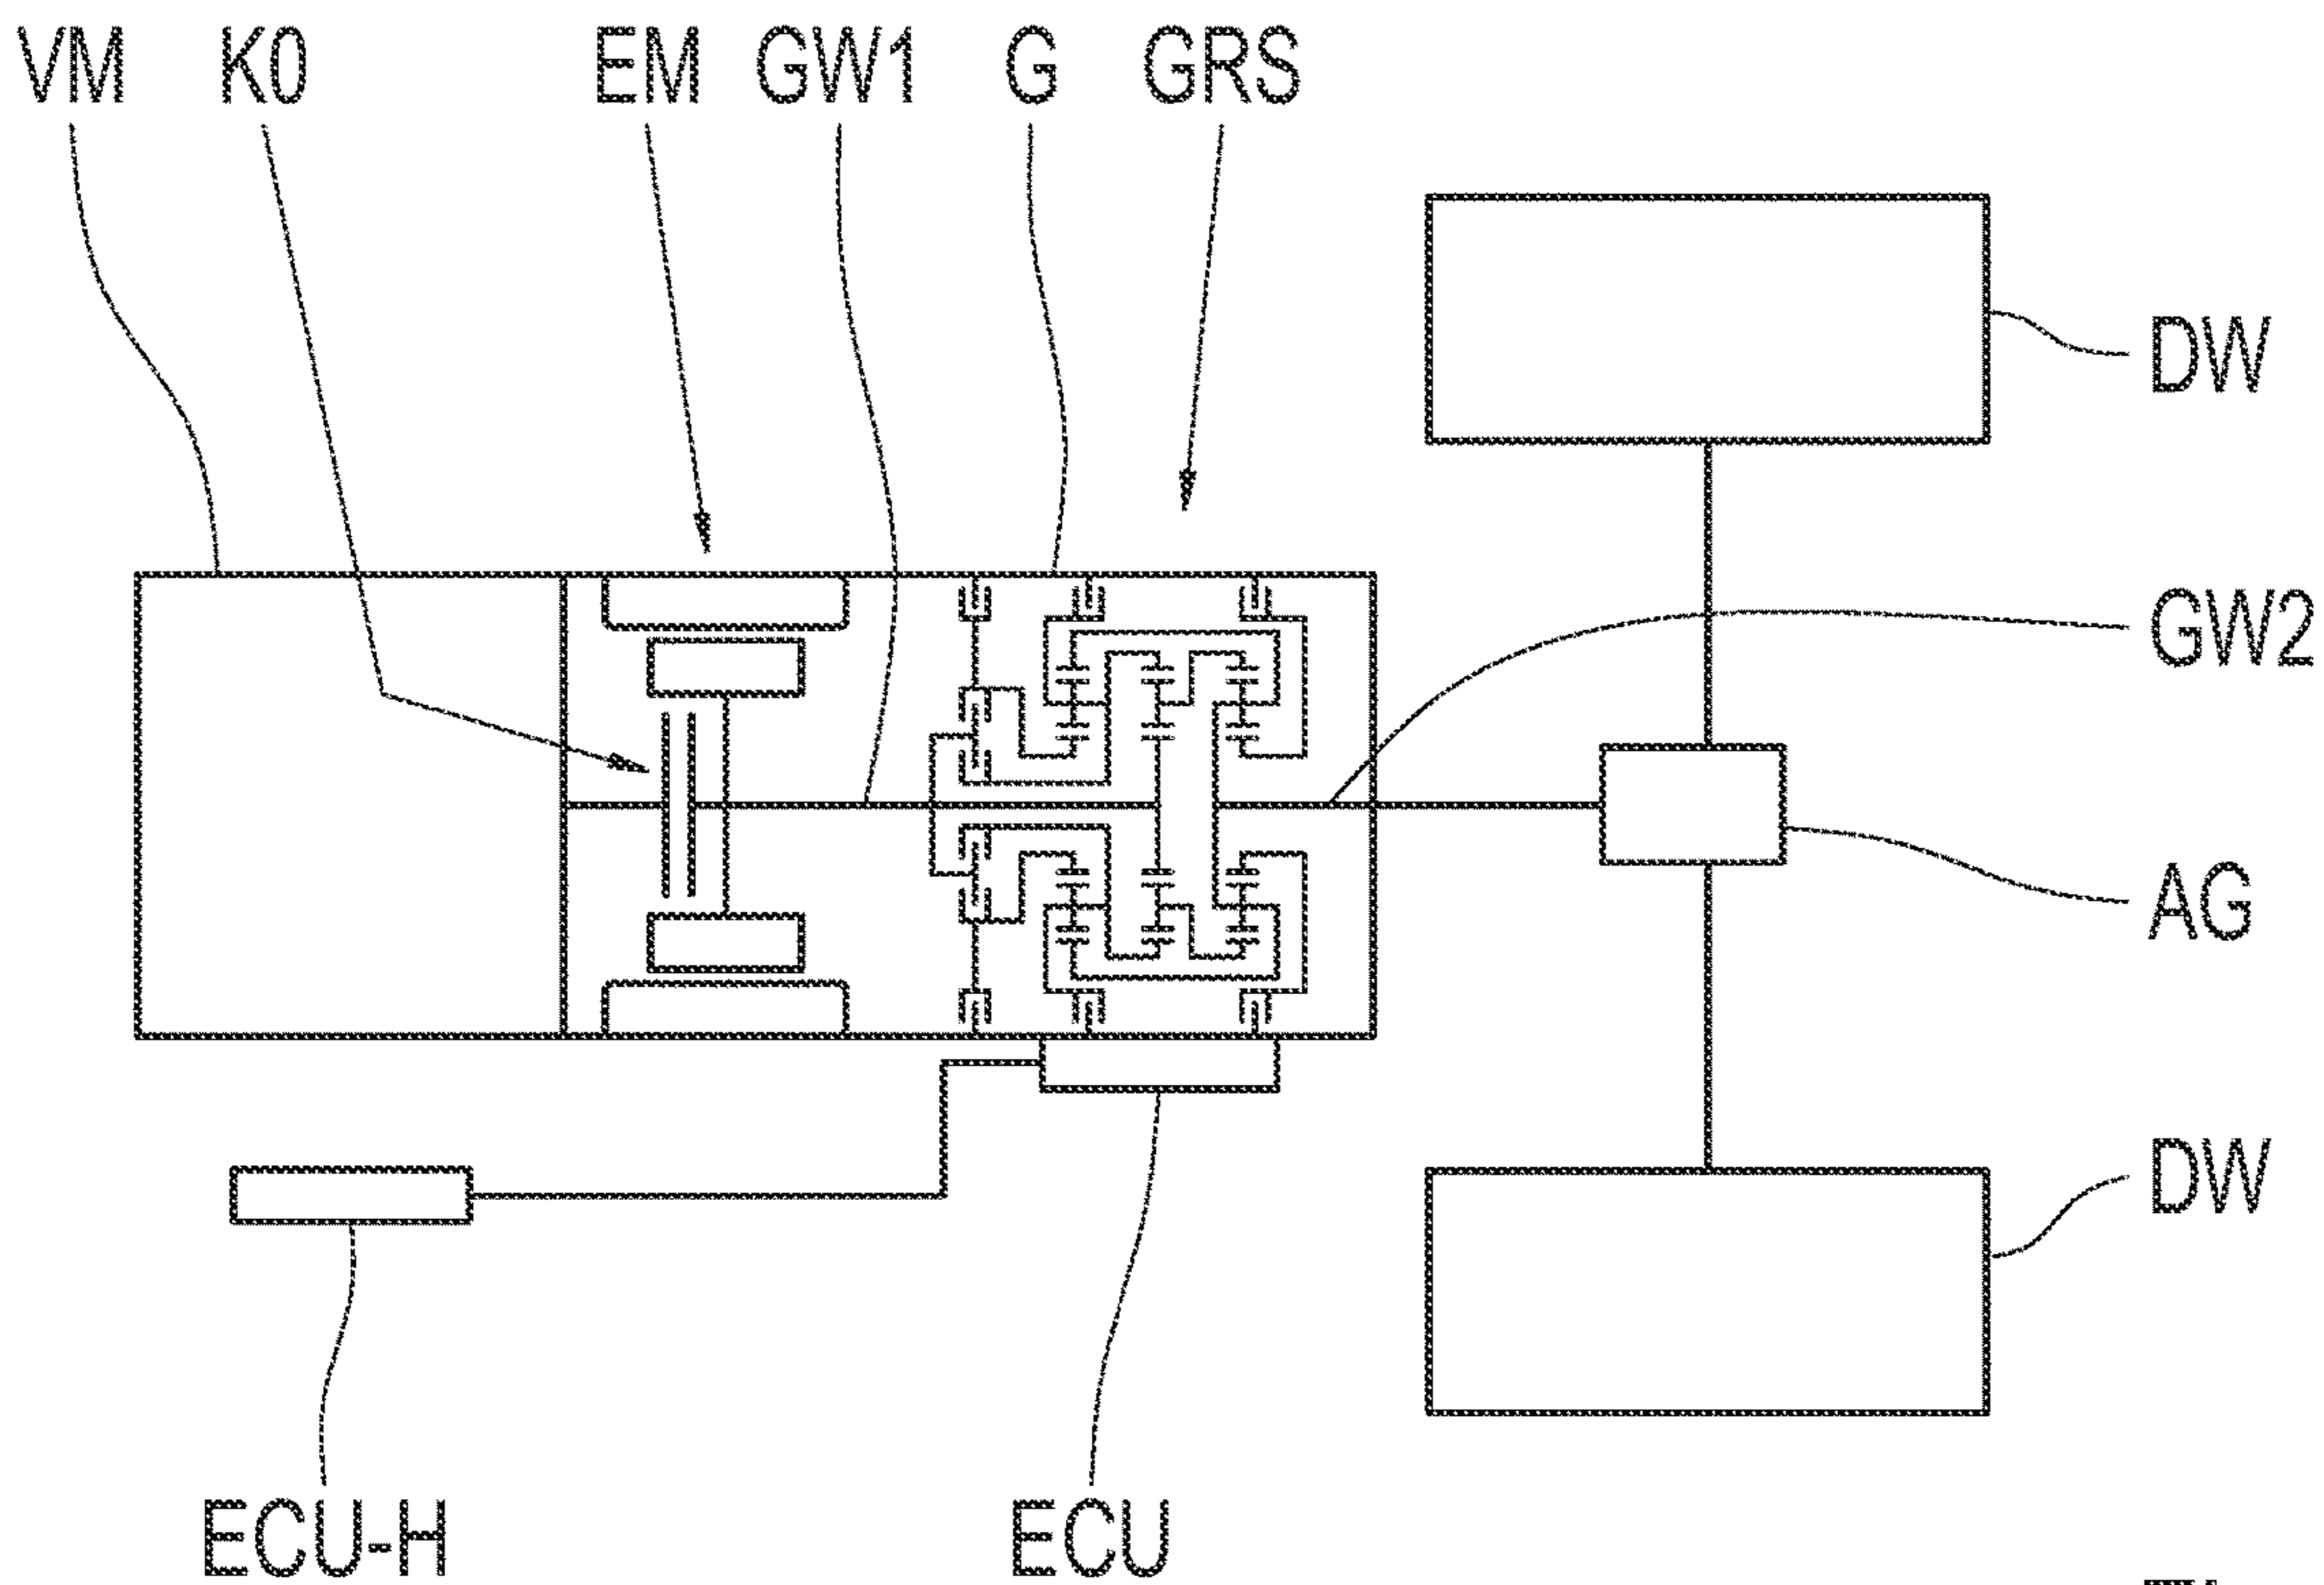 VM K0 EM GW1 G GRS
DW
GW2
AG
DW
ECU-H ECU